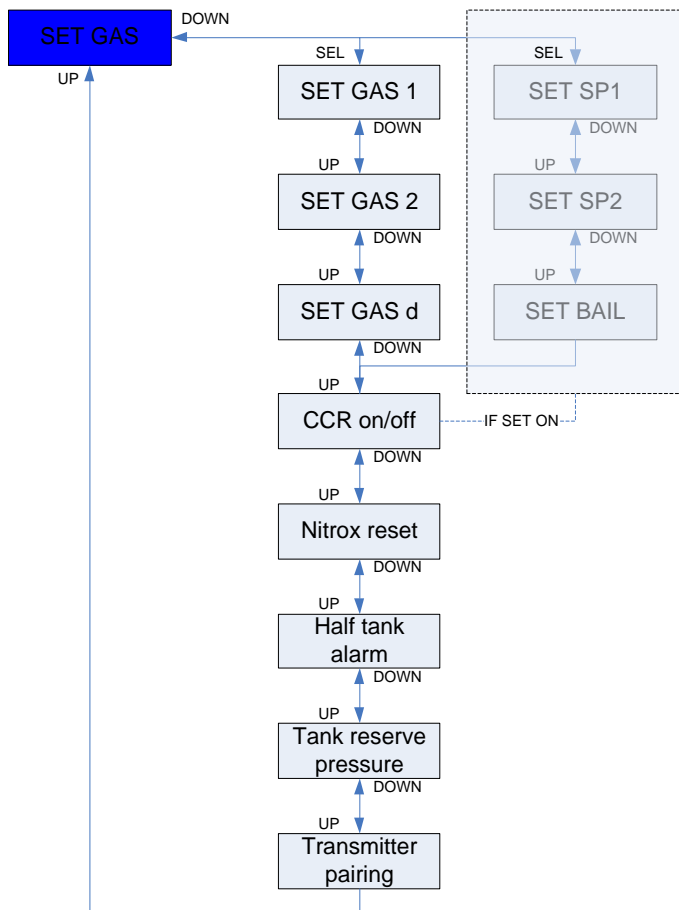 DOWN
SET GAS
UP
SEL
SEL
SET GAS 1
SET SP1
DOWN
DOWN
UP
UP
SET GAS 2
SET SP2
DOWN
DOWN
UP
UP
SET GAS d
SET BAIL
DOWN
UP
CCR on/off
IF SET ON
DOWN
UP
Nitrox reset
DOWN
UP
Half tank
alarm
DOWN
UP
Tank reserve
pressure
DOWN
UP
Transmitter
pairing